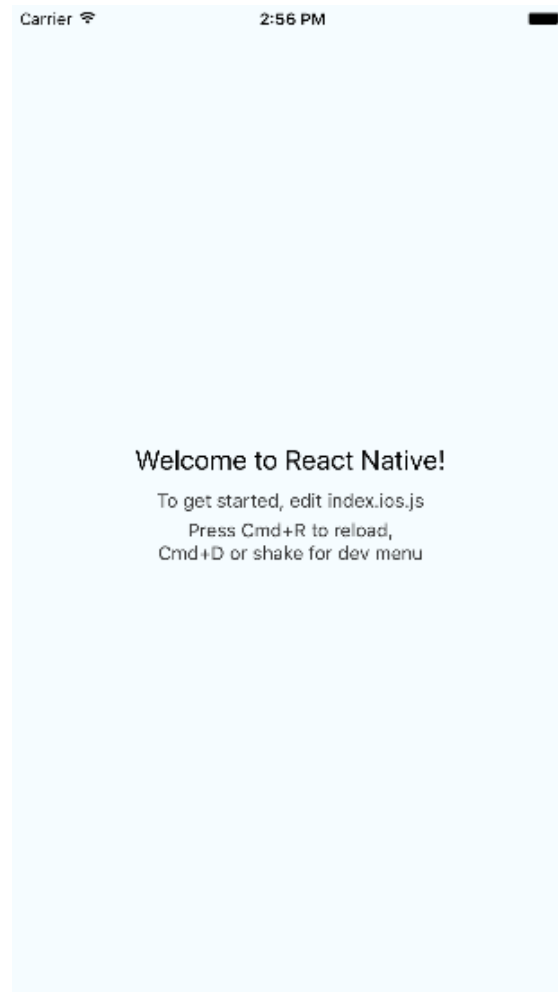 Carrier 2:56 PM
Welcome to React Native!
To get started, edit index.ios.js
Press Cmd+R to reload,
Cmd+D or shake for dev menu